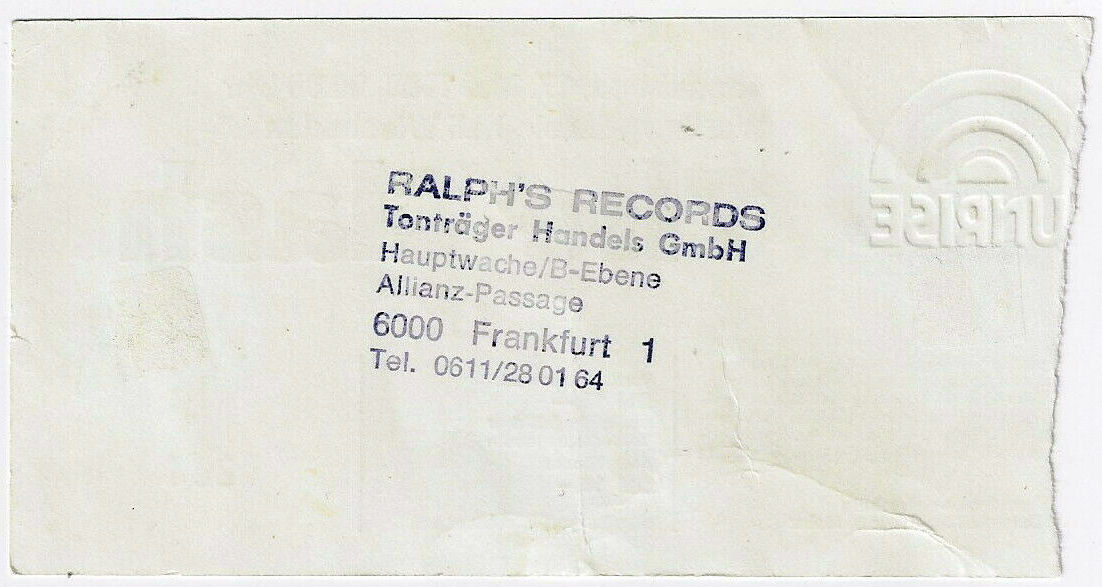 RALPH'S RECORDS
Tonträger Handels GmbH
Hauptwache/B-Ebene
Allianz-Passage
6000 Frankfurt 1
Tel. 0611/28 01 64